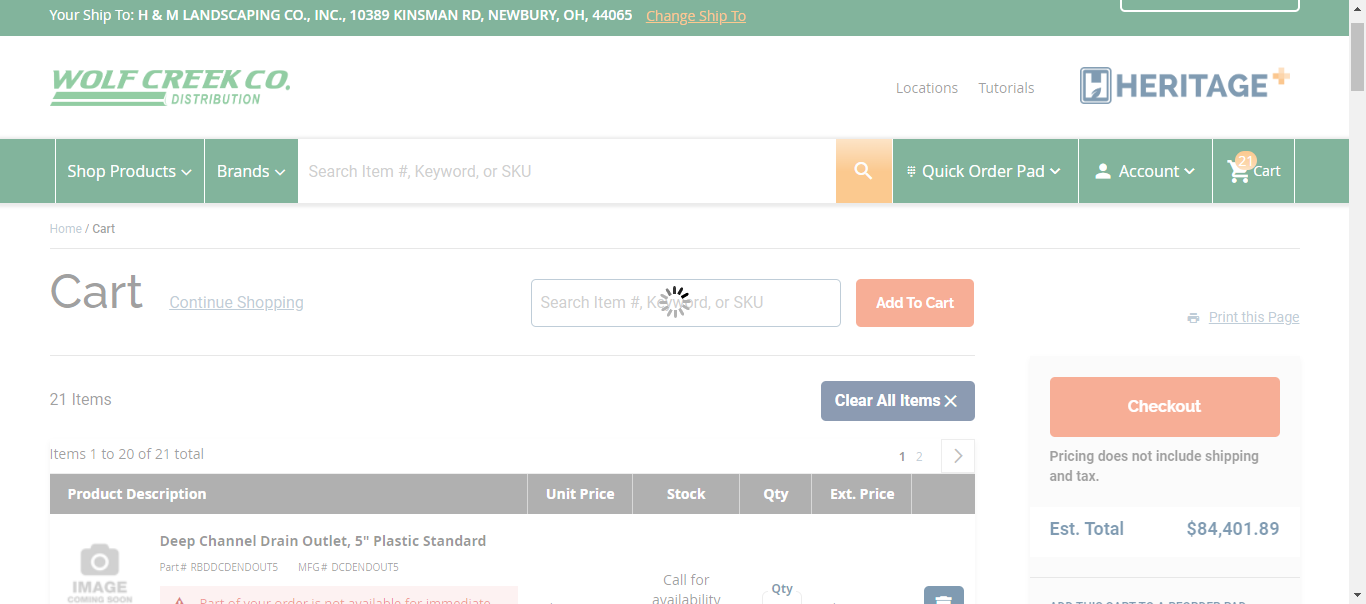 Your Ship To: H & M LANDSCAPING CO., INC., 10389 KINSMAN RD, NEWBURY, OH, 44065 Change Ship To
WOLF CREEK CO.
DISTRIBUTION
Locations Tutorials
HERITAGE+
Shop Products
Brands
Search Item #, Keyword, or SKU
Quick Order Pad
Account
21
Cart
Home / Cart
Cart
Continue Shopping
Search Item #, Keyword, or SKU
Add To Cart
Print this Page
21 Items
Clear All Items
Checkout
Pricing does not include shipping
and tax.
Items 1 to 20 of 21 total
1 2
Product Description Unit Price Stock Qty Ext. Price
Est. Total $84,401.89
Deep Channel Drain Outlet, 5" Plastic Standard
Part# RBDDCDENDOUT5 MFG# DCDENDOUT5
IMAGE
COMING SOON
Part of your order is not available for immediate
Call for
availability
Qty
ADD THIS CART TO A REORDER PAD